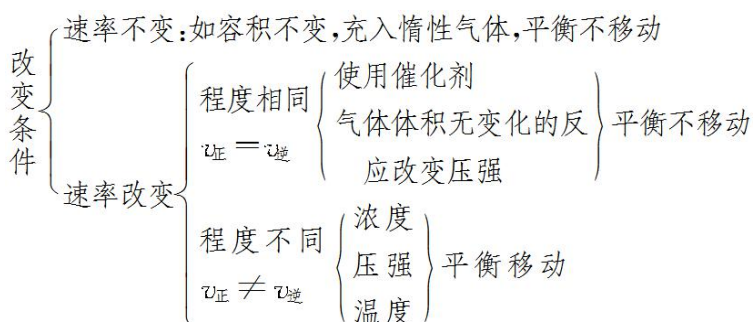 改变条件
速率不变:如容积不变,充入惰性气体,平衡不移动
速率改变
程度相同
v正=v逆
使用催化剂
气体体积无变化的反
应改变压强
平衡不移动
程度不同
v正≠v逆
浓度
压强
温度
平衡移动